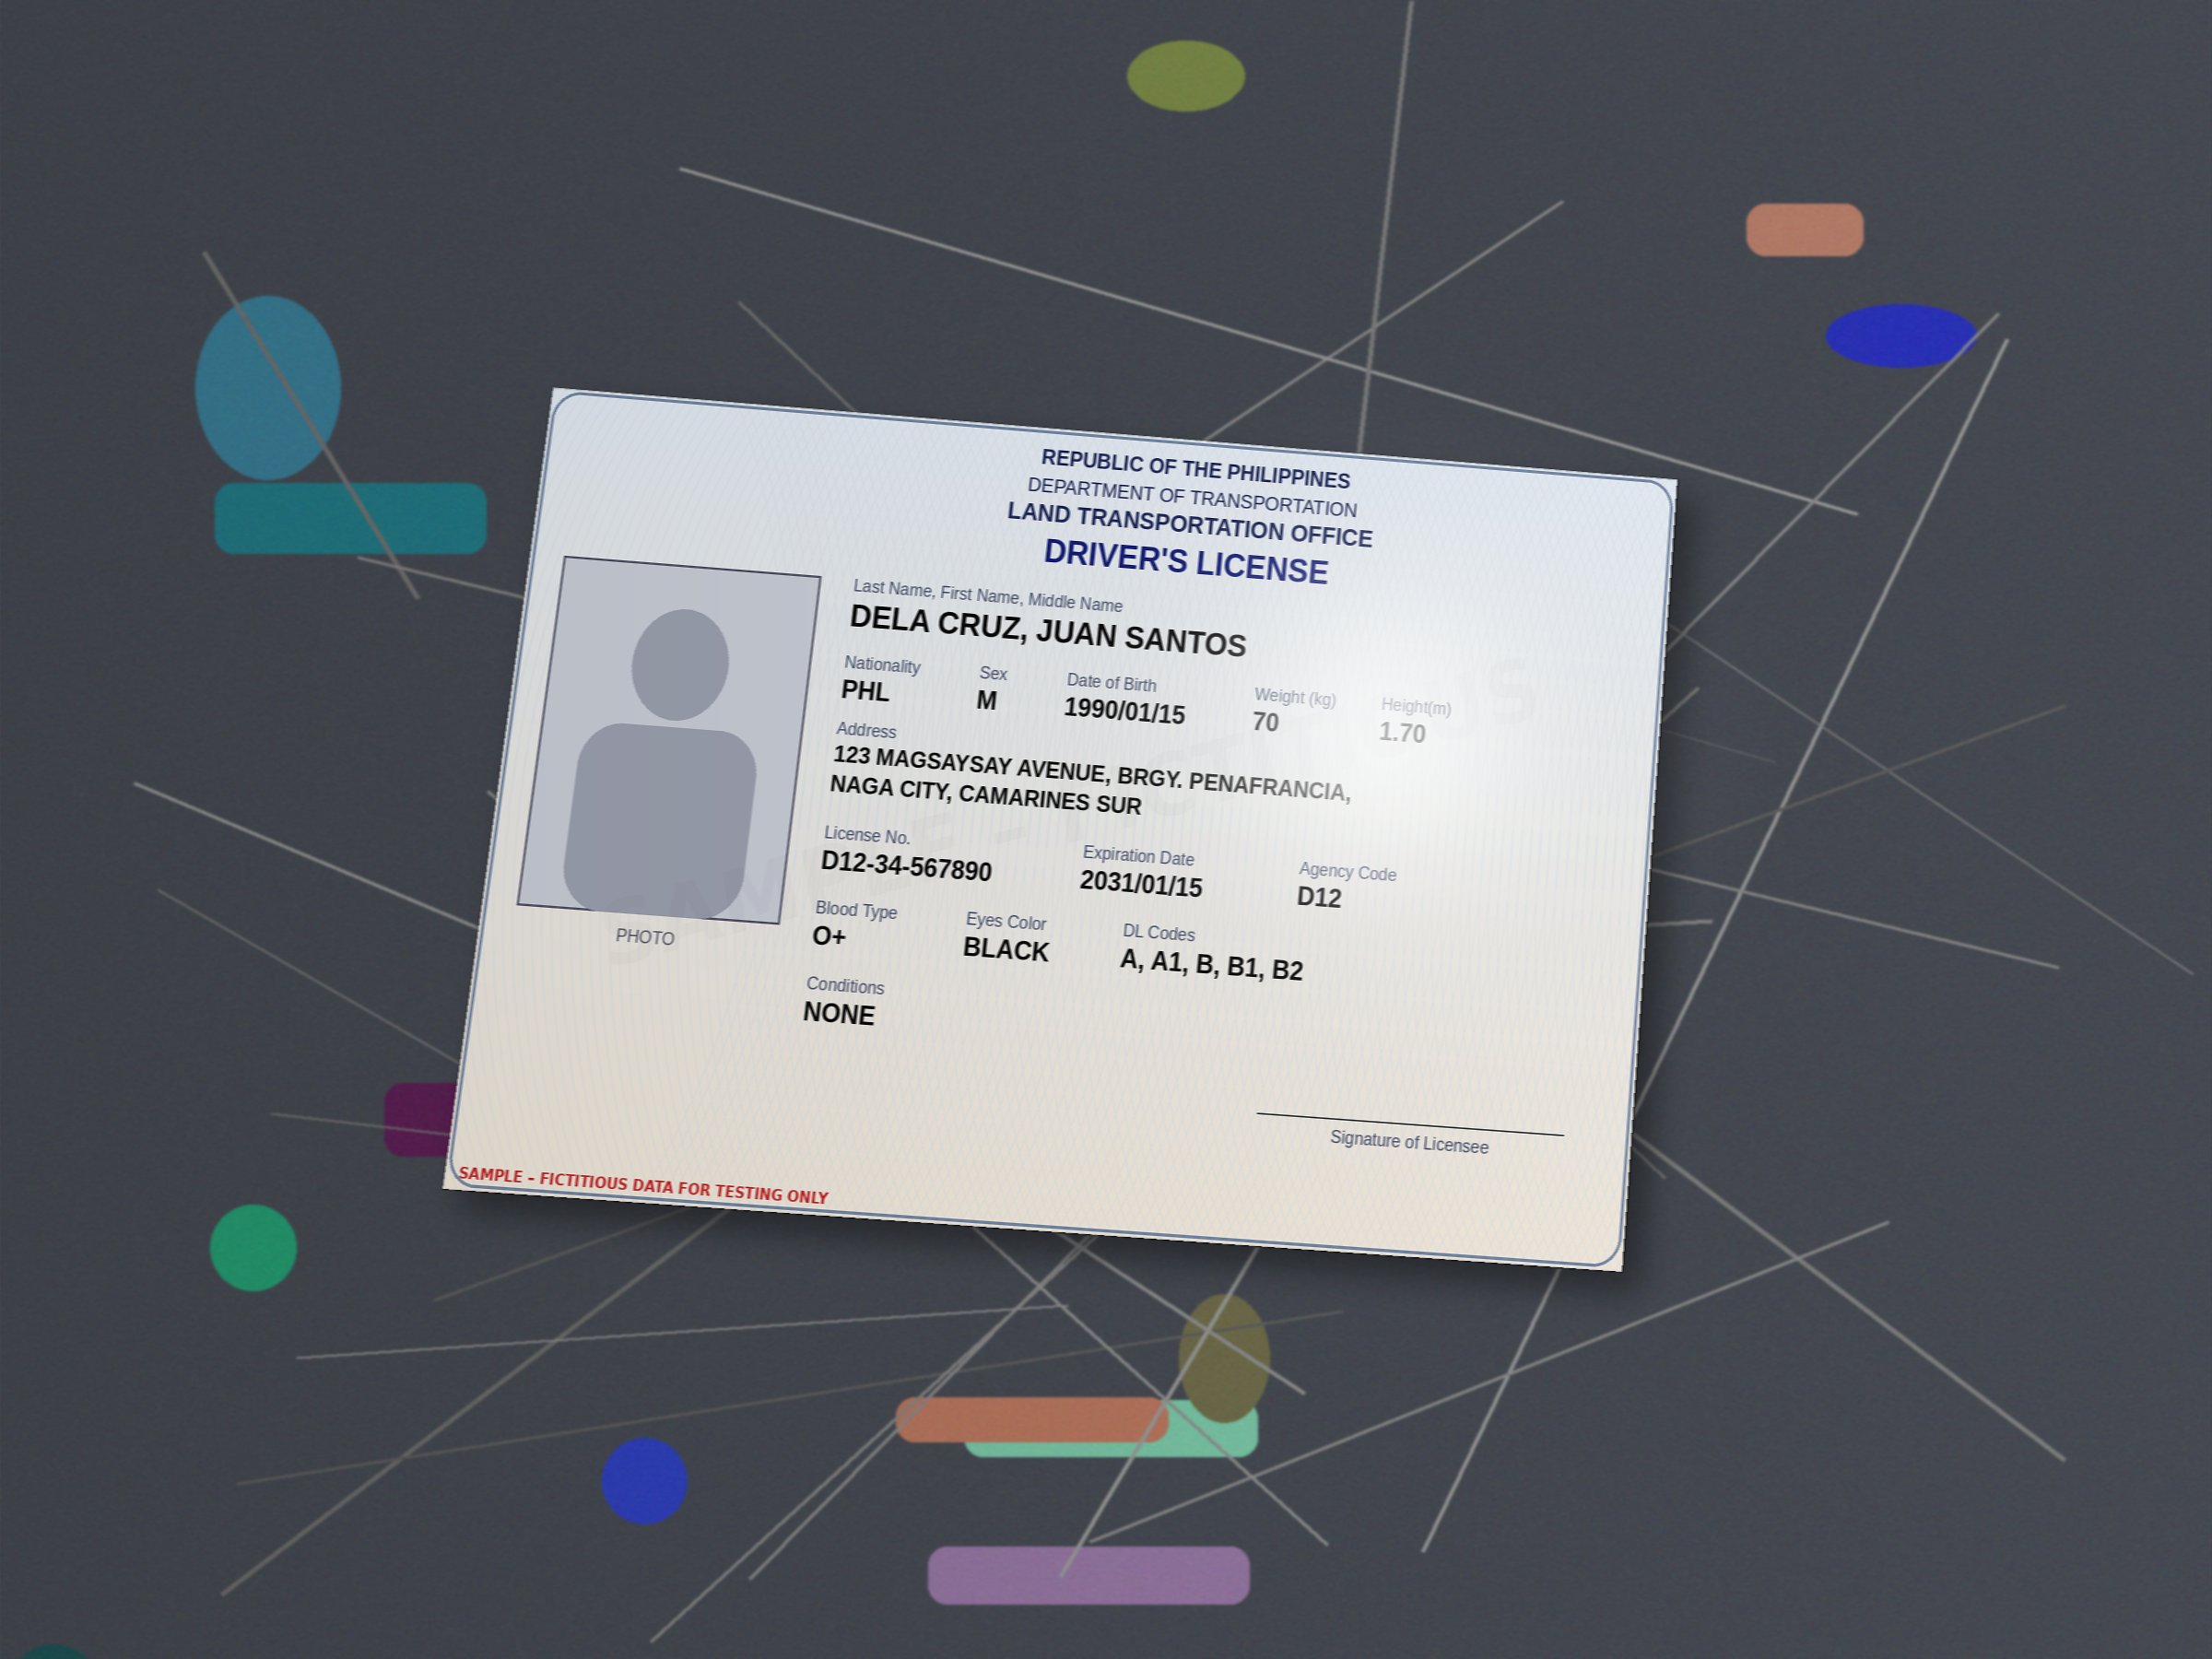 REPUBLIC OF THE PHILIPPINES
DEPARTMENT OF TRANSPORTATION
LAND TRANSPORTATION OFFICE
DRIVER'S LICENSE
Last Name, First Name, Middle Name
DELA CRUZ, JUAN SANTOS
Nationality Sex Date of Birth Weight (kg) Height(m)
PHL M 1990/01/15 70 1.70
Address
123 MAGSAYSAY AVENUE, BRGY. PENAFRANCIA,
NAGA CITY, CAMARINES SUR
License No. Expiration Date Agency Code
D12-34-567890 2031/01/15 D12
Blood Type Eyes Color DL Codes
O+ BLACK A, A1, B, B1, B2
Conditions
NONE
PHOTO
Signature of Licensee
SAMPLE – FICTITIOUS DATA FOR TESTING ONLY